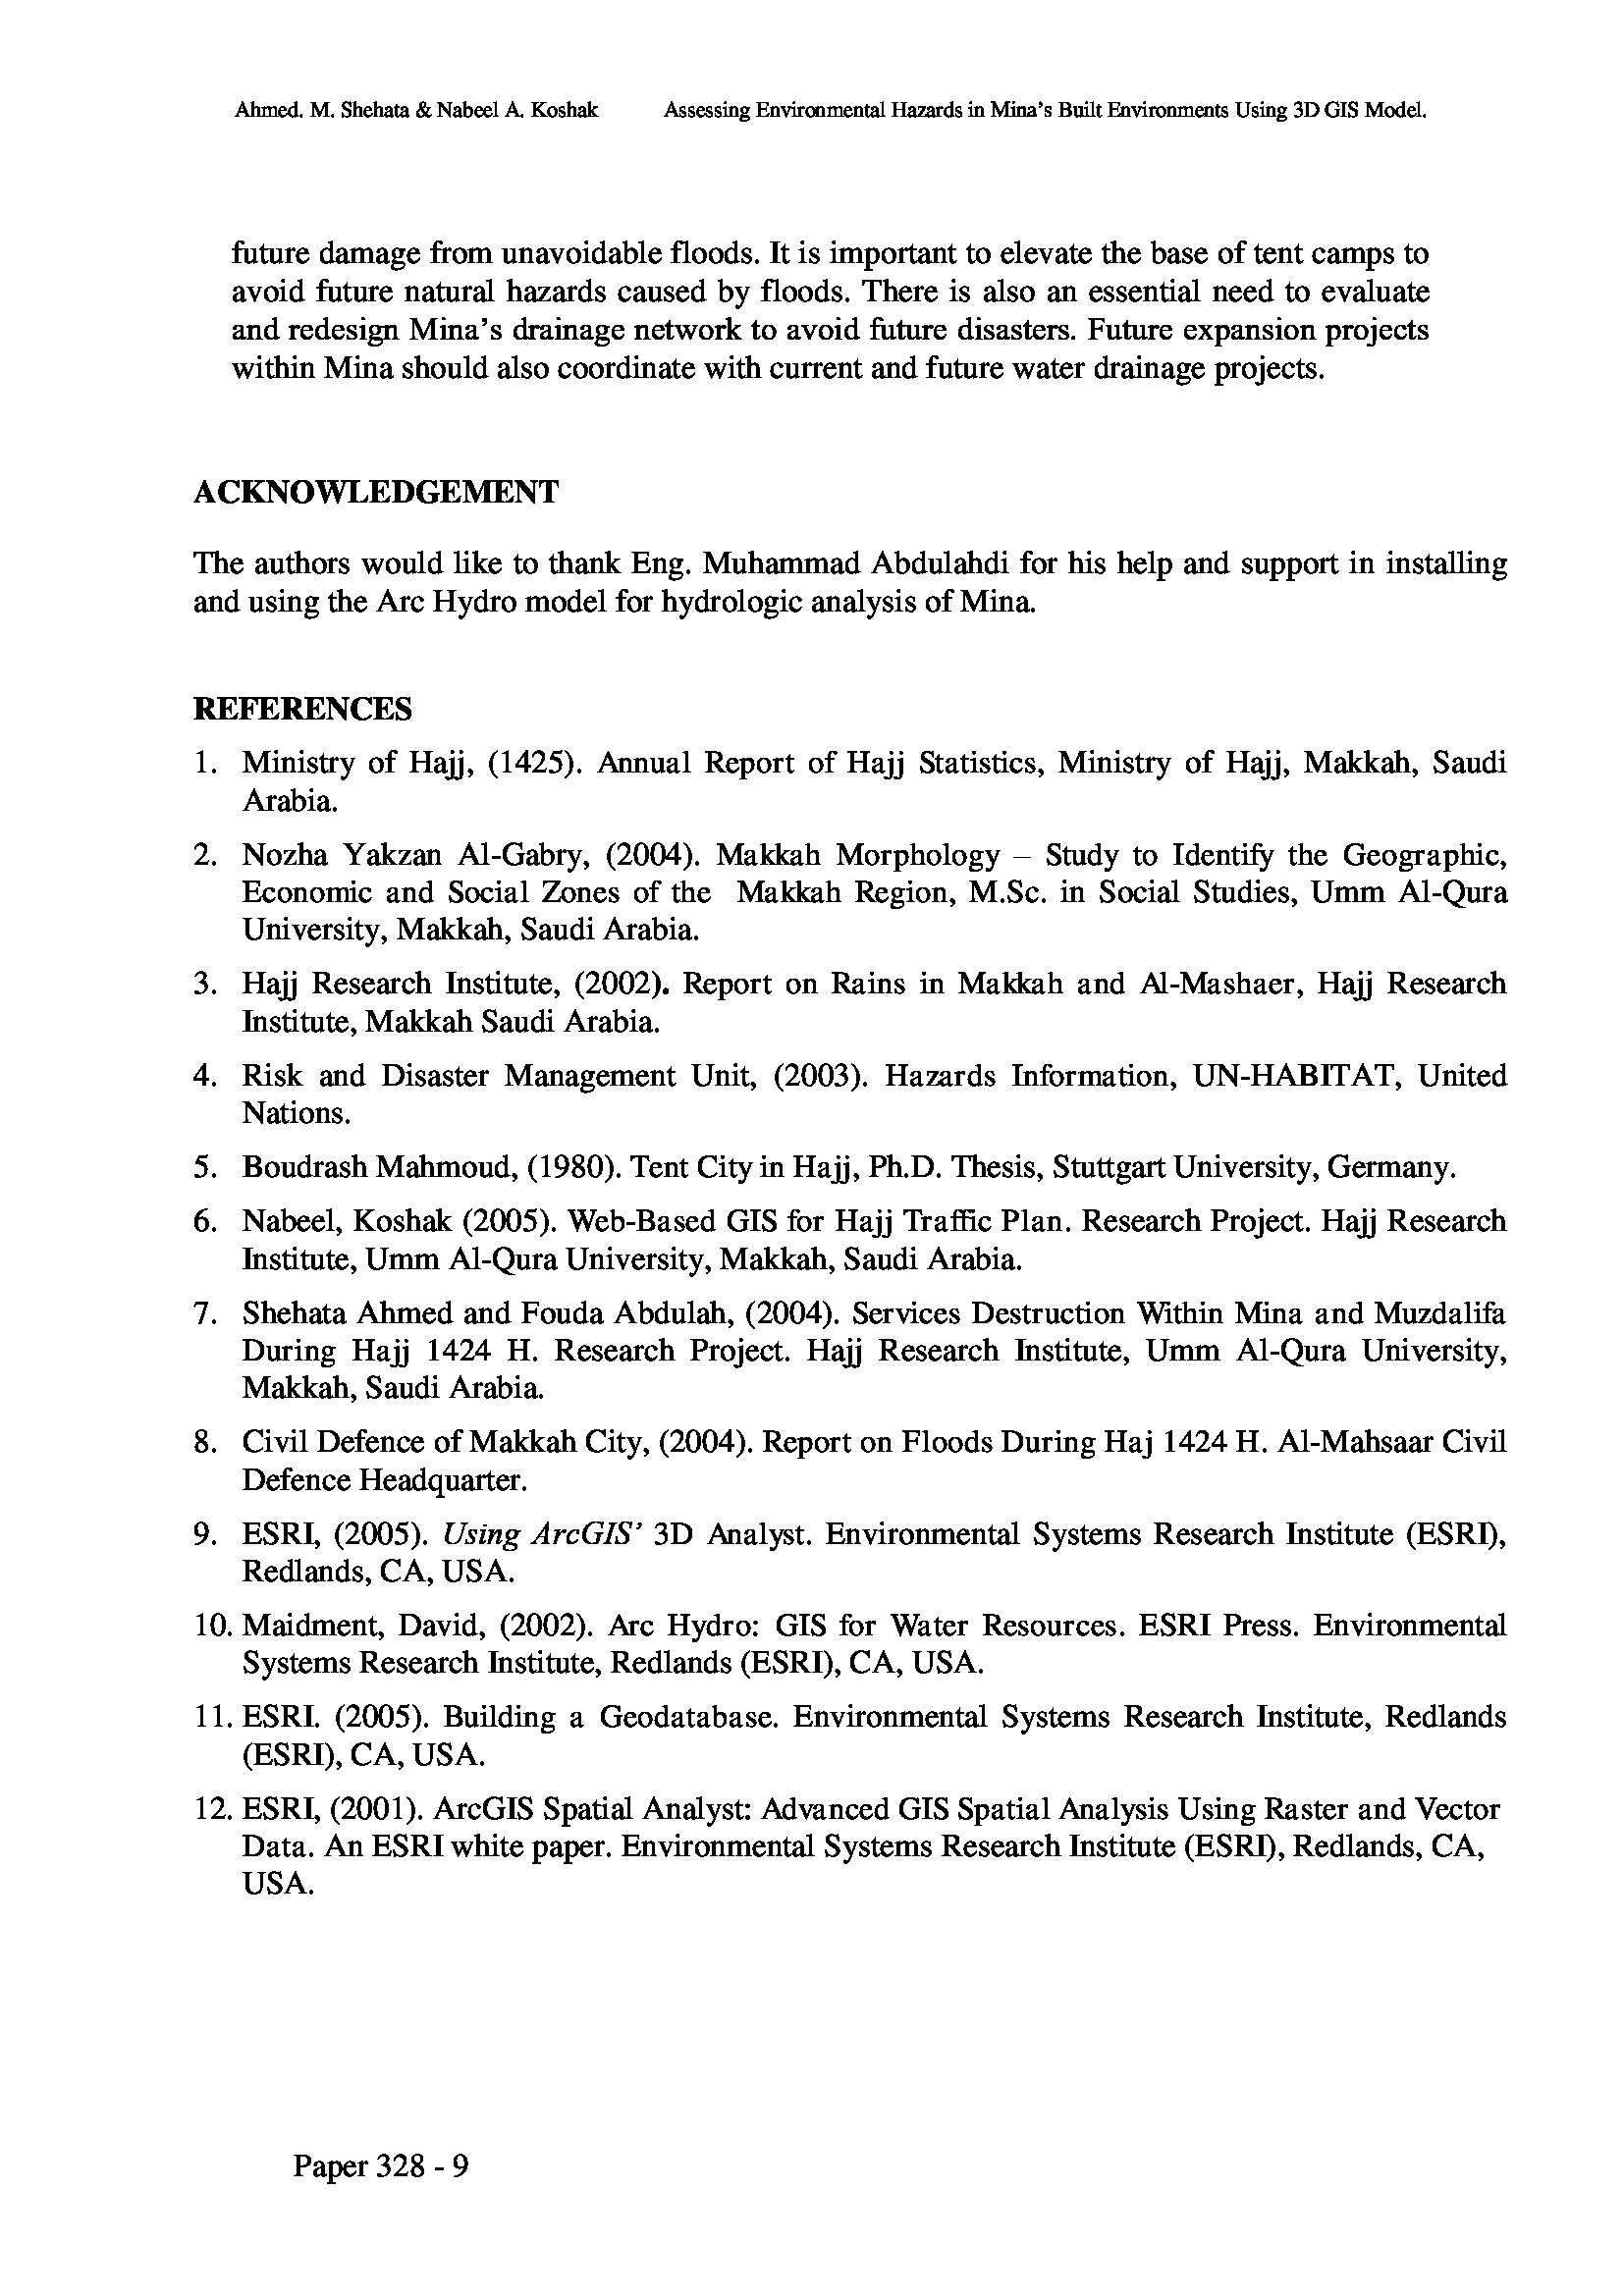 Ahmed. M. Shehata & Nabeel A. Koshak Assessing Environmental Hazards in Mina's Built Environments Using 3D GIS Model.
future damage from unavoidable floods. It is important to elevate the base of tent camps to
avoid future natural hazards caused by floods. There is also an essential need to evaluate
and redesign Mina's drainage network to avoid future disasters. Future expansion projects
within Mina should also coordinate with current and future water drainage projects.
ACKNOWLEDGEMENT
The authors would like to thank Eng. Muhammad Abdulahdi for his help and support in installing
and using the Arc Hydro model for hydrologic analysis of Mina.
REFERENCES
1. Ministry of Hajj, (1425). Annual Report of Hajj Statistics, Ministry of Hajj, Makkah, Saudi
Arabia.
2. Nozha Yakzan Al-Gabry, (2004). Makkah Morphology – Study to Identify the Geographic,
Economic and Social Zones of the Makkah Region, M.Sc. in Social Studies, Umm Al-Qura
University, Makkah, Saudi Arabia.
3. Hajj Research Institute, (2002). Report on Rains in Makkah and Al-Mashaer, Hajj Research
Institute, Makkah Saudi Arabia.
4. Risk and Disaster Management Unit, (2003). Hazards Information, UN-HABITAT, United
Nations.
5. Boudrash Mahmoud, (1980). Tent City in Hajj, Ph.D. Thesis, Stuttgart University, Germany.
6. Nabeel, Koshak (2005). Web-Based GIS for Hajj Traffic Plan. Research Project. Hajj Research
Institute, Umm Al-Qura University, Makkah, Saudi Arabia.
7. Shehata Ahmed and Fouda Abdulah, (2004). Services Destruction Within Mina and Muzdalifa
During Hajj 1424 H. Research Project. Hajj Research Institute, Umm Al-Qura University,
Makkah, Saudi Arabia.
8. Civil Defence of Makkah City, (2004). Report on Floods During Haj 1424 H. Al-Mahsaar Civil
Defence Headquarter.
9. ESRI, (2005). Using ArcGIS' 3D Analyst. Environmental Systems Research Institute (ESRI),
Redlands, CA, USA.
10. Maidment, David, (2002). Arc Hydro: GIS for Water Resources. ESRI Press. Environmental
Systems Research Institute, Redlands (ESRI), CA, USA.
11. ESRI. (2005). Building a Geodatabase. Environmental Systems Research Institute, Redlands
(ESRI), CA, USA.
12. ESRI, (2001). ArcGIS Spatial Analyst: Advanced GIS Spatial Analysis Using Raster and Vector
Data. An ESRI white paper. Environmental Systems Research Institute (ESRI), Redlands, CA,
USA.
Paper 328 - 9